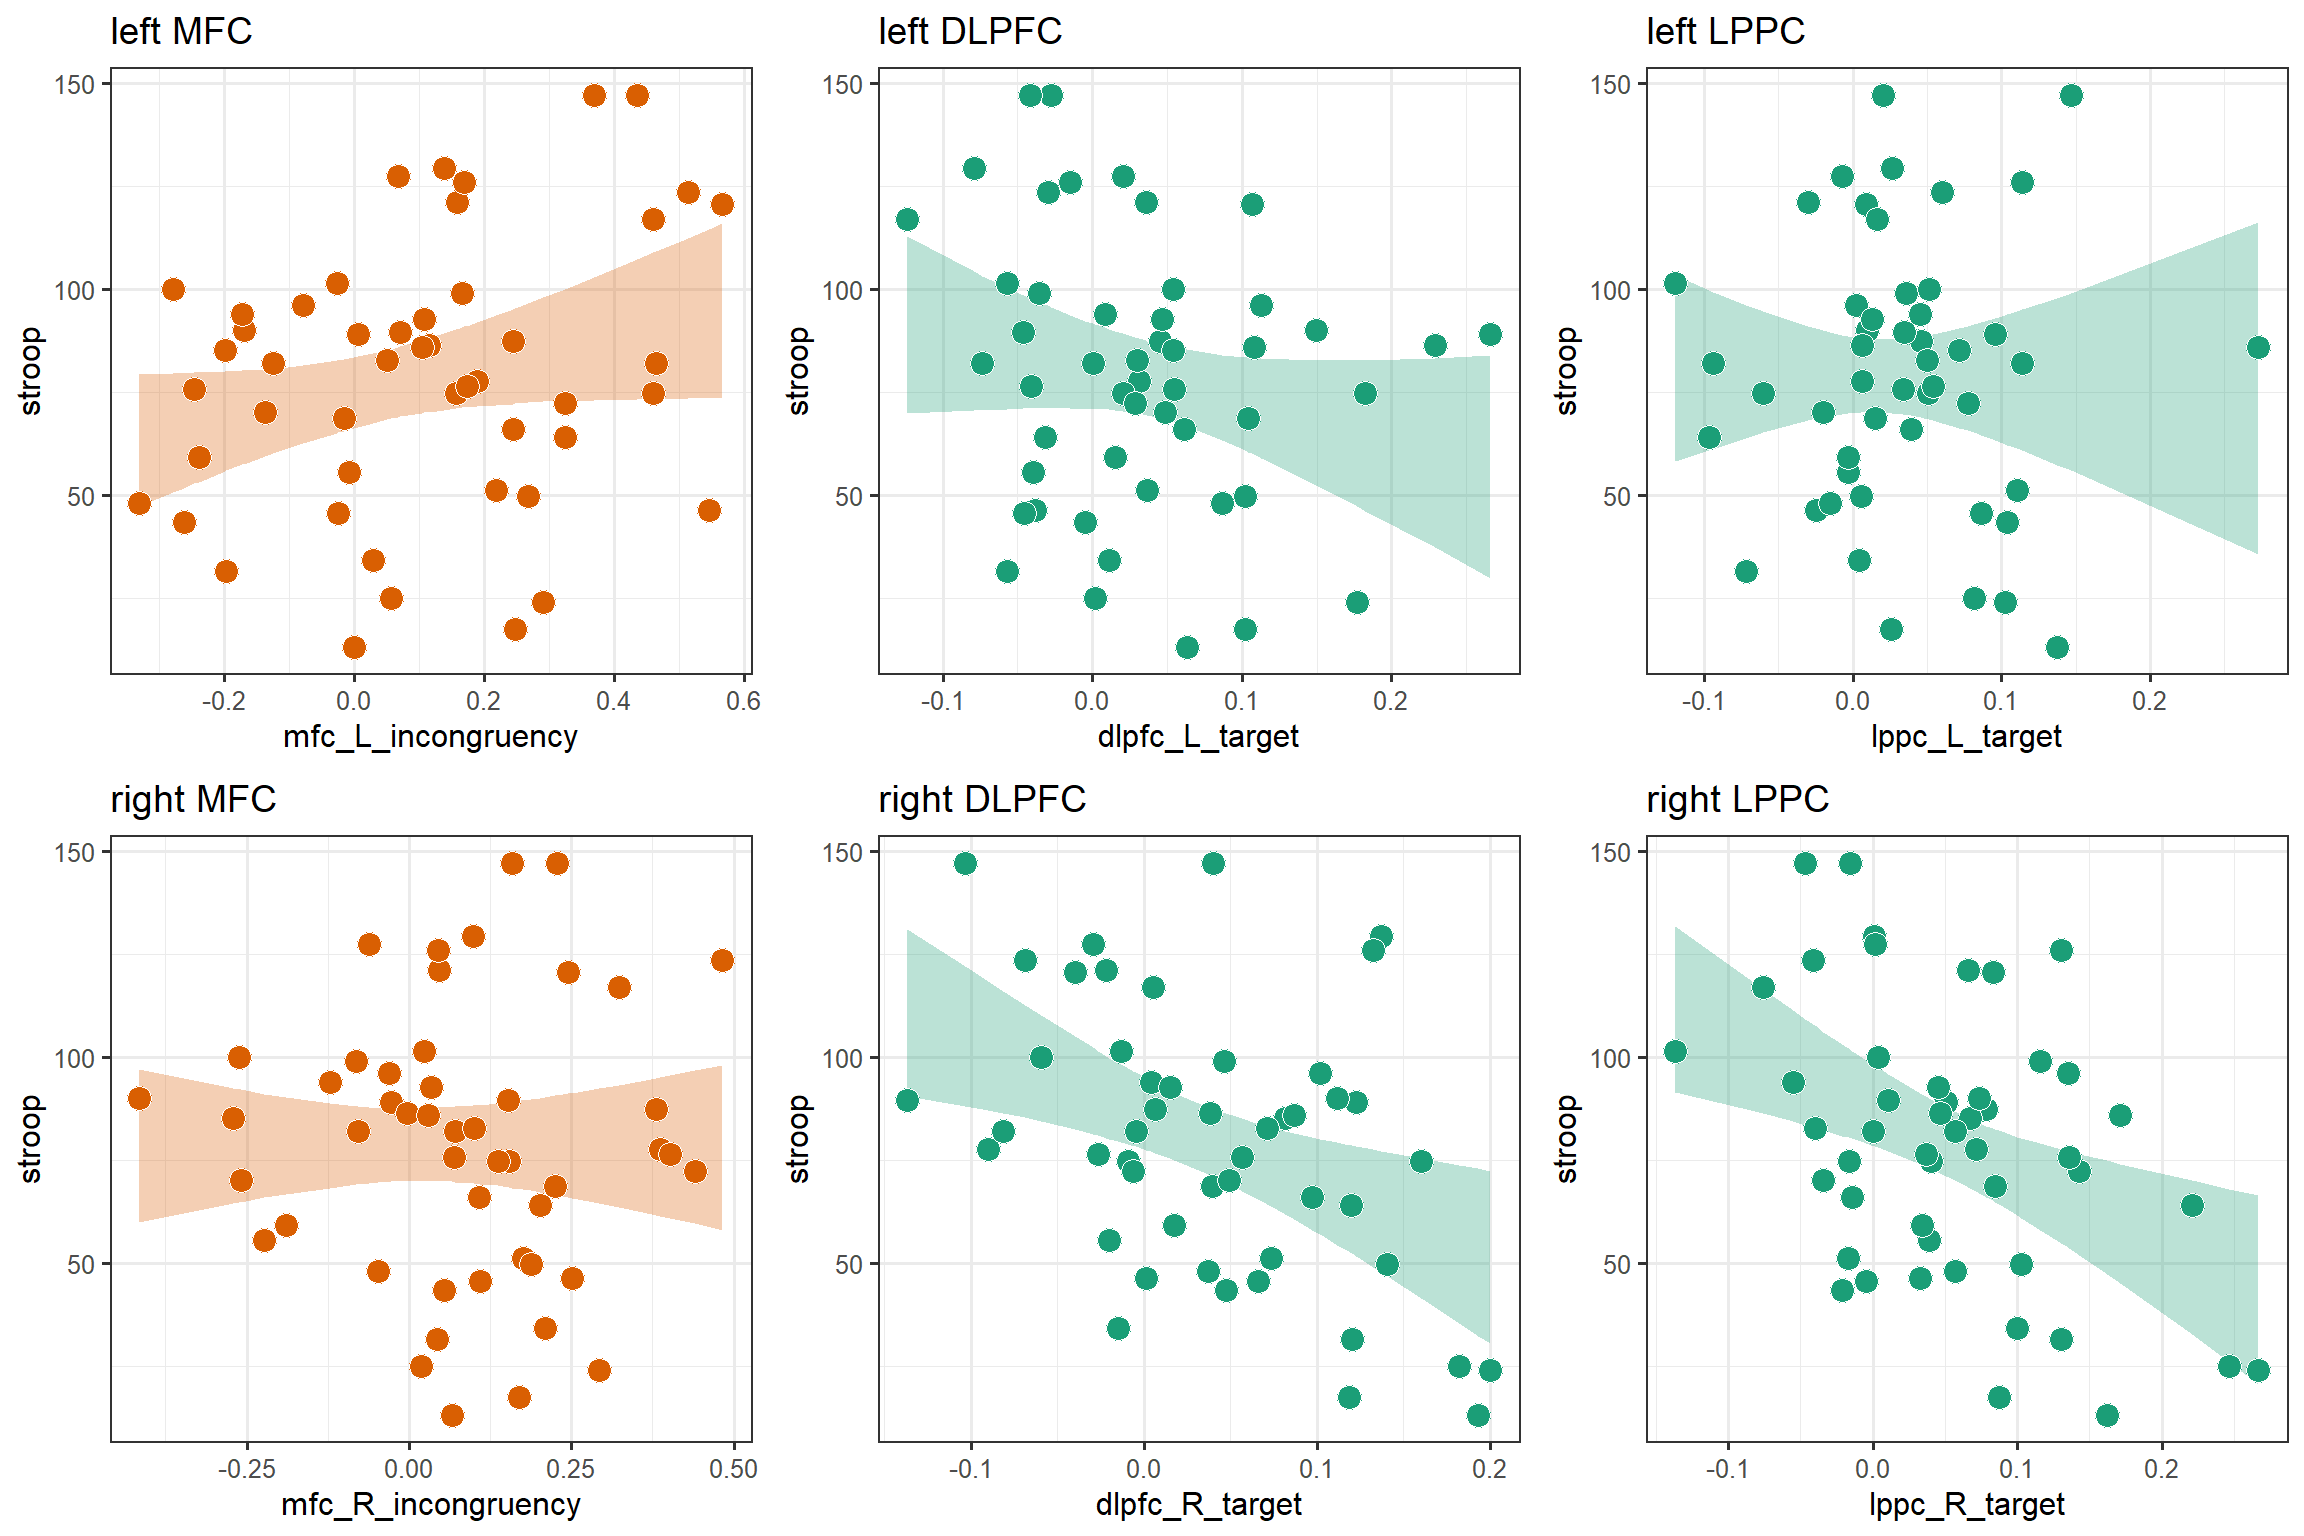 left MFC
left DLPFC
left LPPC
150
100
50
stroop
-0.2 0.0 0.2 0.4 0.6
mfc_L_incongruency
150
100
50
stroop
-0.1 0.0 0.1 0.2
dlpfc_L_target
150
100
50
stroop
-0.1 0.0 0.1 0.2
lppc_L_target
right MFC
right DLPFC
right LPPC
150
100
50
stroop
-0.25 0.00 0.25 0.50
mfc_R_incongruency
150
100
50
stroop
-0.1 0.0 0.1 0.2
dlpfc_R_target
150
100
50
stroop
-0.1 0.0 0.1 0.2
lppc_R_target